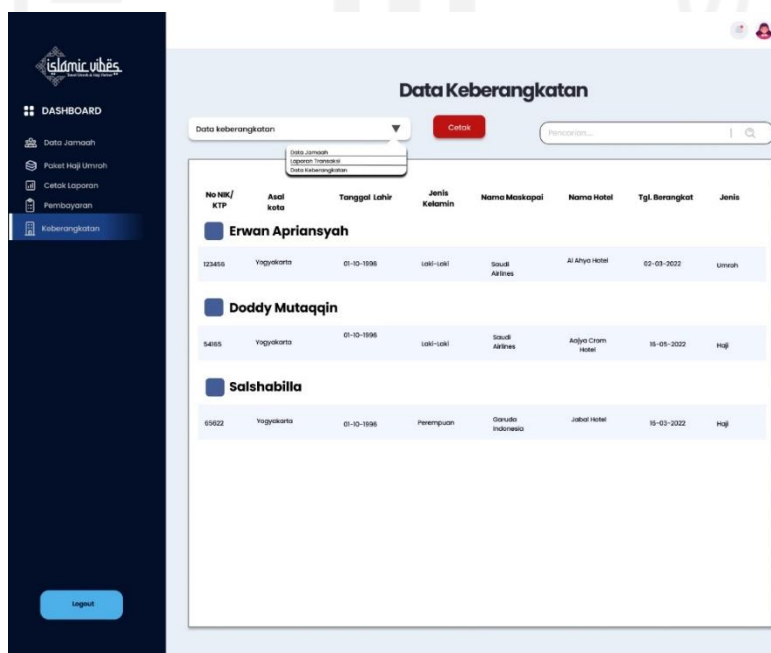 islamic vibes
DASHBOARD
Data Jamaah
Paket Haji Umroh
Cetak Laporan
Pembayaran
Keberangkatan
Logout
Data Keberangkatan
Data keberangkatan
Cetak
Pencarian...
Data Jamaah
Laporan Transaksi
Data Keberangkatan
No NIK/ KTP Asal kota Tanggal Lahir Jenis Kelamin Nama Maskapai Nama Hotel Tgl. Berangkat Jenis
Erwan Apriansyah
123456 Yogyakarta 01-10-1996 Laki-Laki Saudi Airlines Al Ahya Hotel 02-03-2022 Umroh
Doddy Mutaqqin
54165 Yogyakarta 01-10-1996 Laki-Laki Saudi Airlines Aajya Crom Hotel 16-05-2022 Haji
Salshabilla
65622 Yogyakarta 01-10-1996 Perempuan Garuda Indonesia Jabal Hotel 16-03-2022 Haji